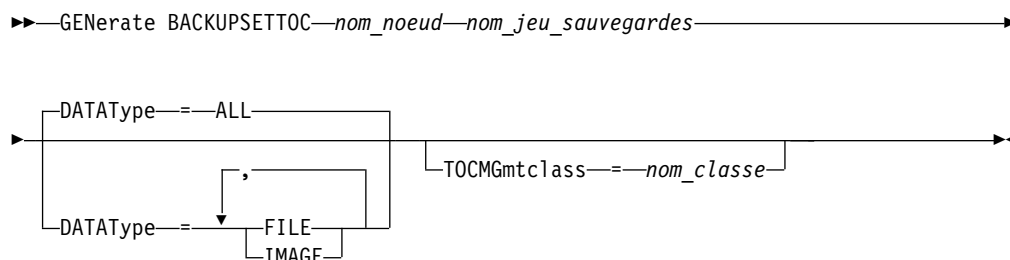 GENerate BACKUPSETTOC nom_noeud nom_jeu_sauvegardes
DATAType = ALL
TOCMGmtclass = nom_classe
,
DATAType = FILE
IMAGE